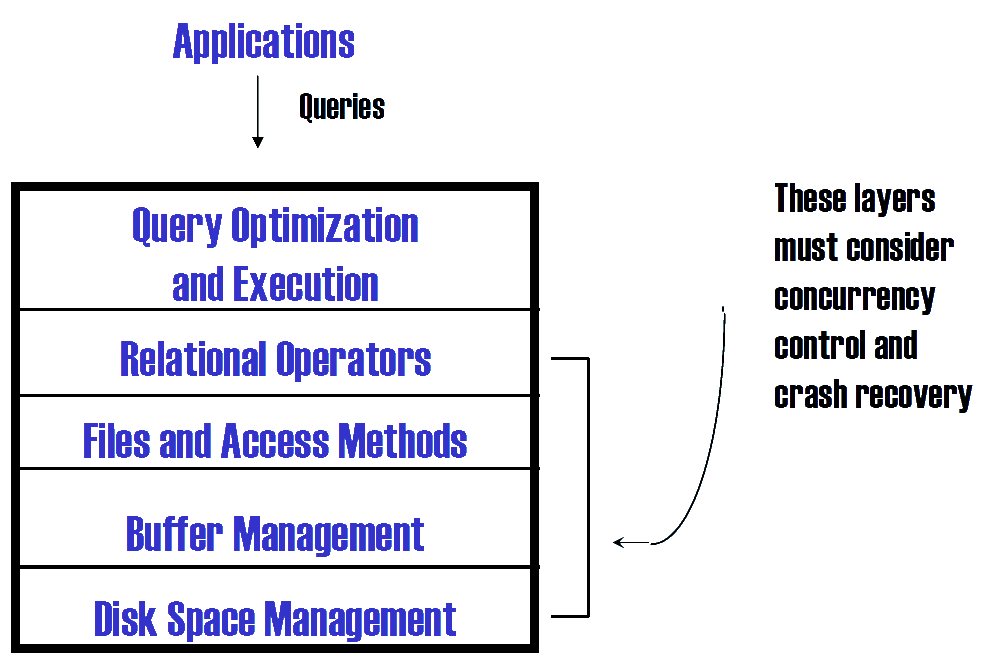 Applications
Queries
Query Optimization
and Execution
Relational Operators
Files and Access Methods
Buffer Management
Disk Space Management
These layers
must consider
concurrency
control and
crash recovery